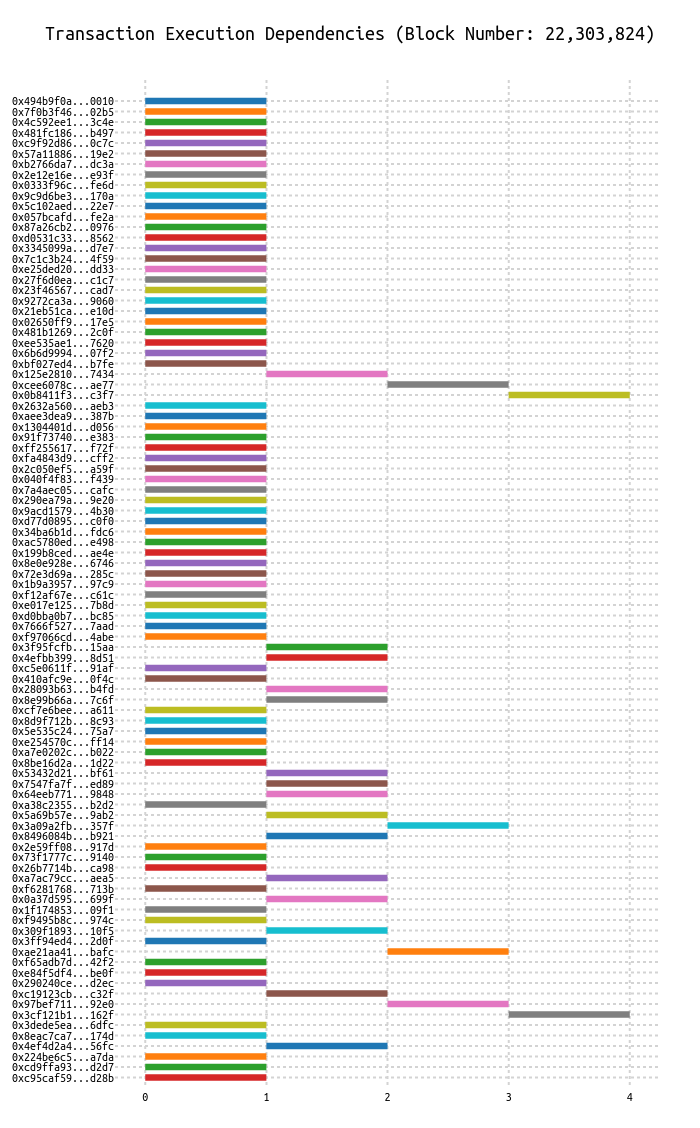 Transaction Execution Dependencies (Block Number: 22,303,824)
0x494b9f0a...0010
0x7f0b3f46...02b5
0x4c592ee1...3c4e
0x481fc186...b497
0xc9f92d86...0c7c
0x57a11886...19e2
0xb2766da7...dc3a
0x2e12e16e...e93f
0x0333f96c...fe6d
0x9c9d6be3...170a
0x5c102aed...22e7
0x057bcafd...fe2a
0x87a26cb2...0976
0xd0531c33...8562
0x3345099a...d7e7
0x7c1c3b24...4f59
0xe25ded20...dd33
0x27f6d0ea...c1c7
0x23f46567...cad7
0x9272ca3a...9060
0x21eb51ca...e10d
0x02650ff9...17e5
0x481b1269...2c0f
0xee535ae1...7620
0x6b6d9994...07f2
0xbf027ed4...b7fe
0x125e2810...7434
0xcee6078c...ae77
0x0b8411f3...c3f7
0x2632a560...aeb3
0xaee3dea9...387b
0x1304401d...d056
0x91f73740...e383
0xff255617...f72f
0xfa4843d9...cff2
0x2c050ef5...a59f
0x040f4f83...f439
0x7a4aec05...cafc
0x290ea79a...9e20
0x9acd1579...4b30
0xd77d0895...c0f0
0x34ba6b1d...fdc6
0xac5780ed...e498
0x199b8ced...ae4e
0x8e0e928e...6746
0x72e3d69a...285c
0x1b9a3957...97c9
0xf12af67e...c61c
0xe017e125...7b8d
0xd0bba0b7...bc85
0x7666f527...7aad
0xf97066cd...4abe
0x3f95fcfb...15aa
0x4efbb399...8d51
0xc5e0611f...91af
0x410afc9e...0f4c
0x28093b63...b4fd
0x8e99b66a...7c6f
0xcf7e6bee...a611
0x8d9f712b...8c93
0x5e535c24...75a7
0xe254570c...ff14
0xa7e0202c...b022
0x8be16d2a...1d22
0x53432d21...bf61
0x7547fa7f...ed89
0x64eeb771...9848
0xa38c2355...b2d2
0x5a69b57e...9ab2
0x3a09a2fb...357f
0x8496084b...b921
0x2e59ff08...917d
0x73f1777c...9140
0x26b7714b...ca98
0xa7ac79cc...aea5
0xf6281768...713b
0x0a37d595...699f
0x1f174853...09f1
0xf9495b8c...974c
0x309f1893...10f5
0x3ff94ed4...2d0f
0xae21aa41...bafc
0xf65adb7d...42f2
0xe84f5df4...be0f
0x290240ce...d2ec
0xc19123cb...c32f
0x97bef711...92e0
0x3cf121b1...162f
0x3dede5ea...6dfc
0x8eac7ca7...174d
0x4ef4d2a4...56fc
0x224be6c5...a7da
0xcd9ffa93...d2d7
0xc95caf59...d28b
0 1 2 3 4